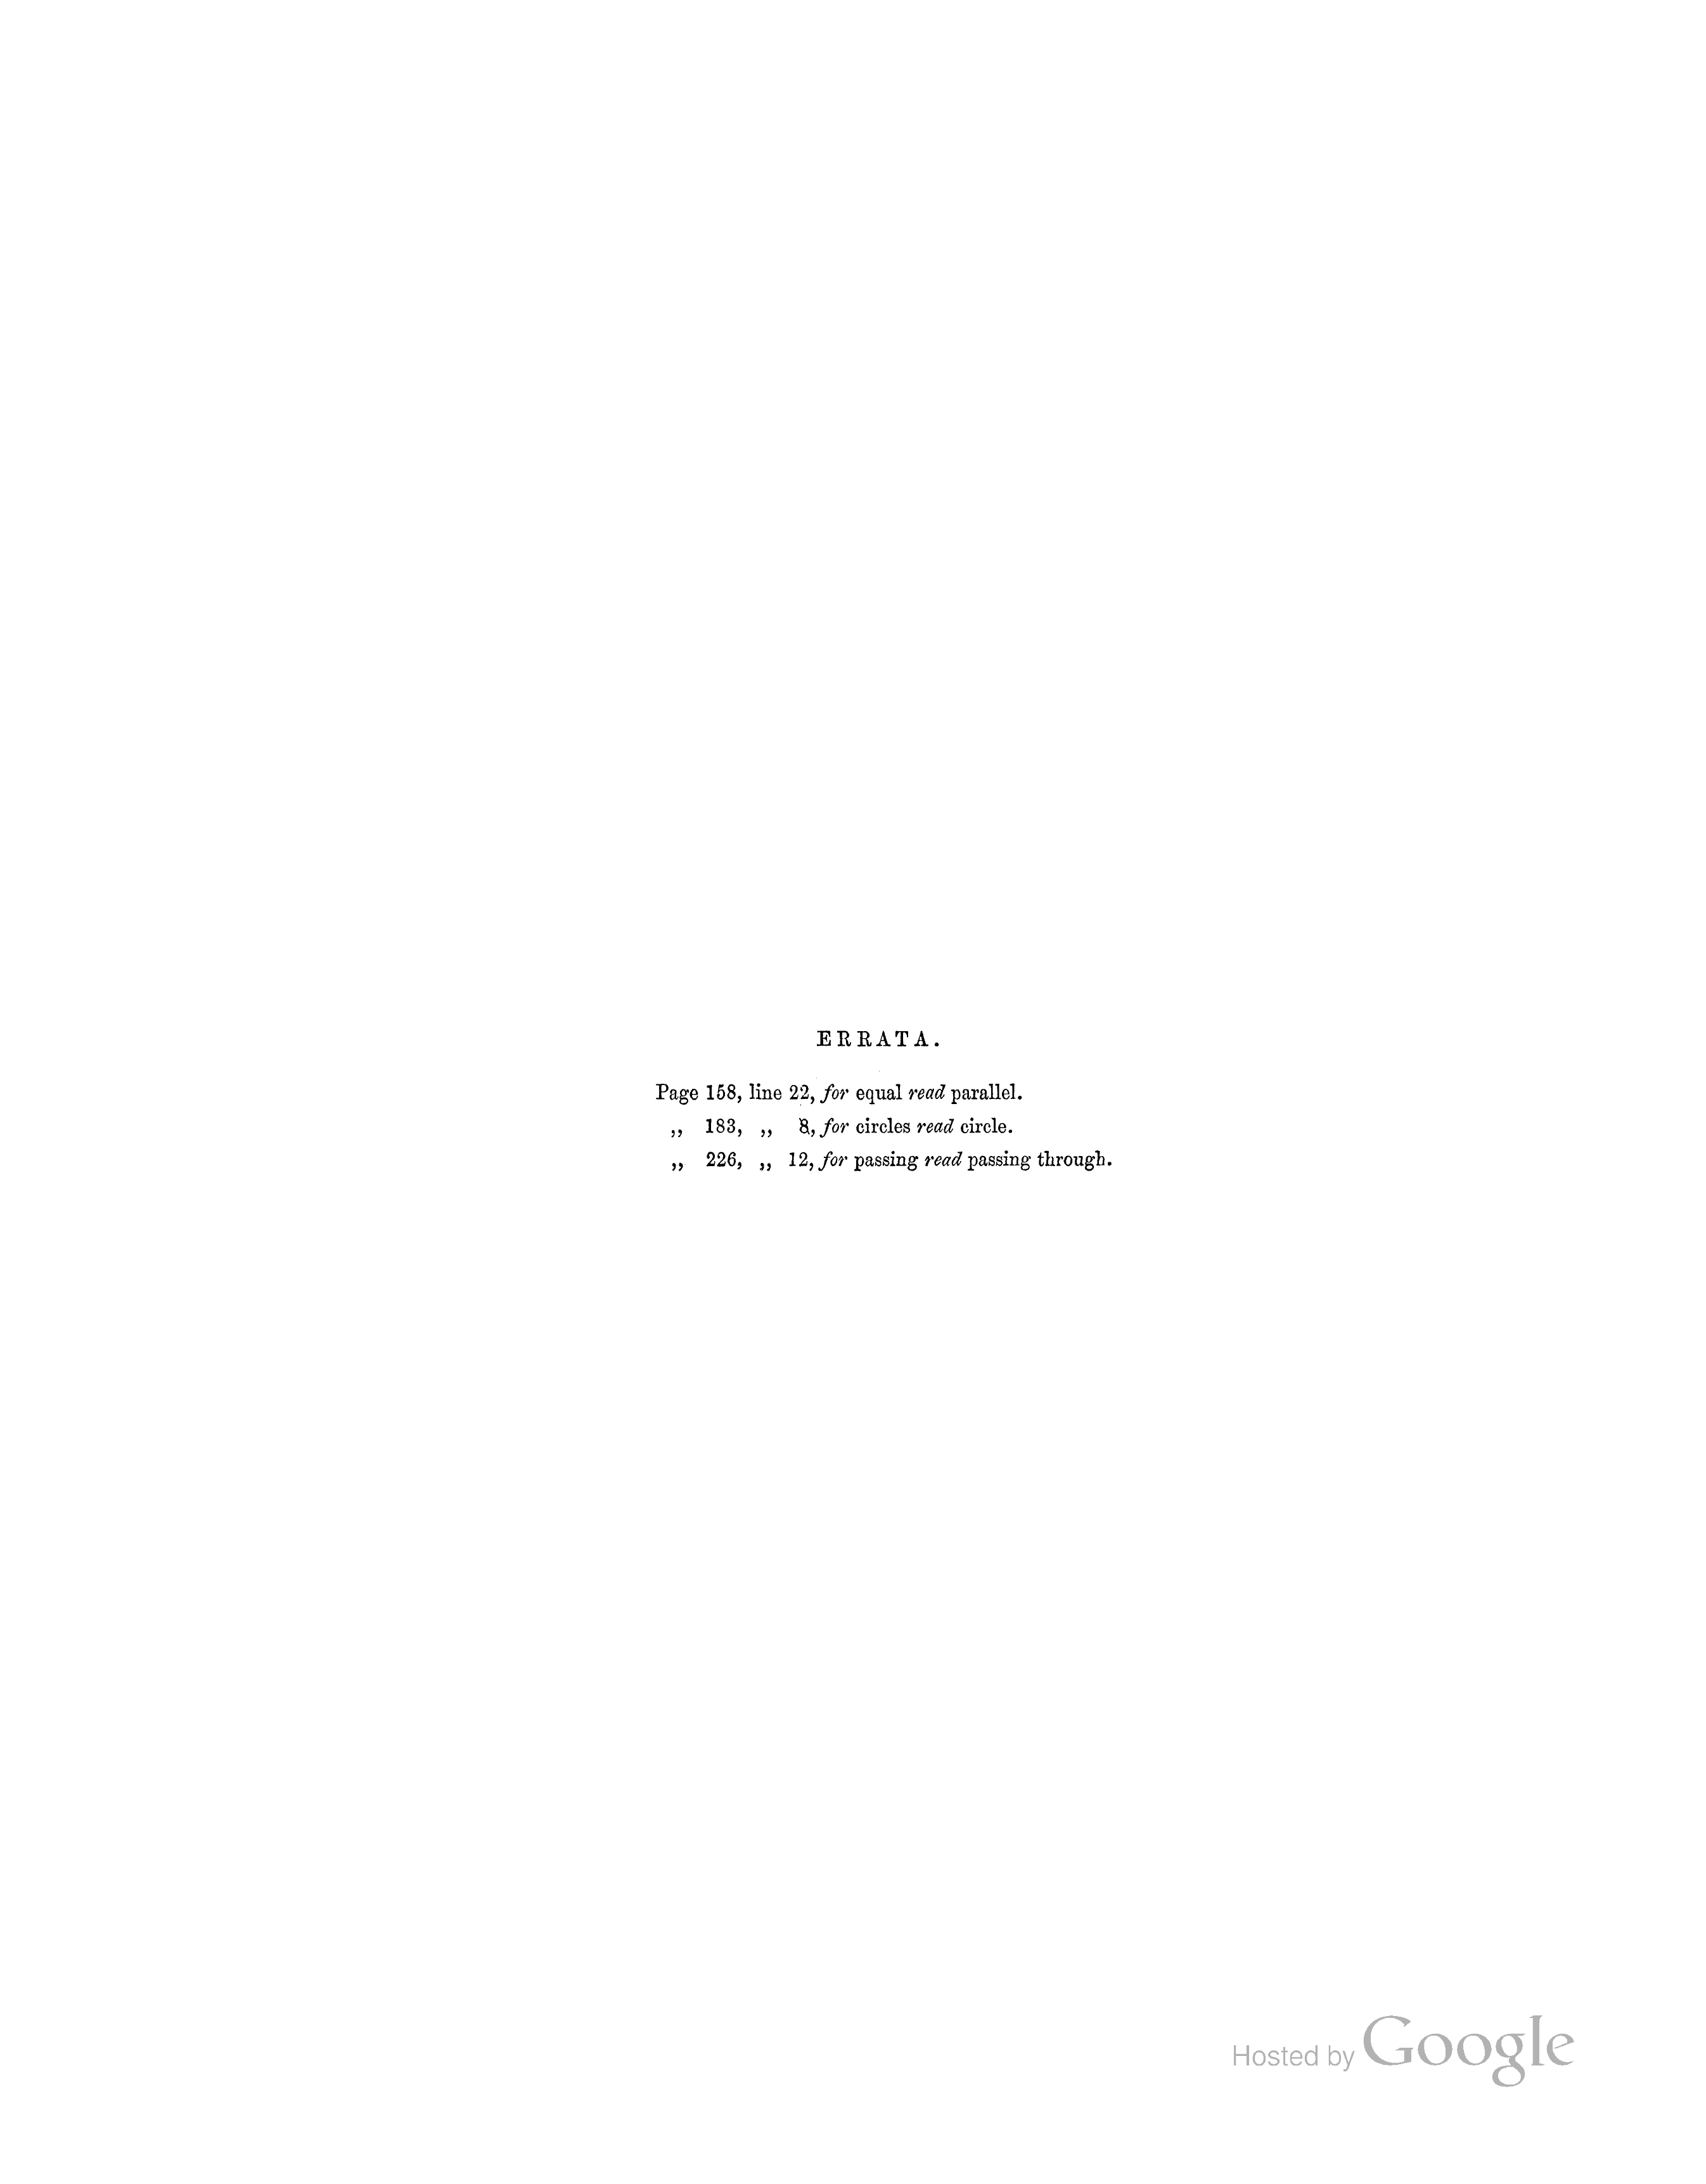 ERRATA.
Page 158, line 22, for equal read parallel.
,, 183, ,, 8, for circles read circle.
,, 226, ,, 12, for passing read passing through.
Hosted by Google